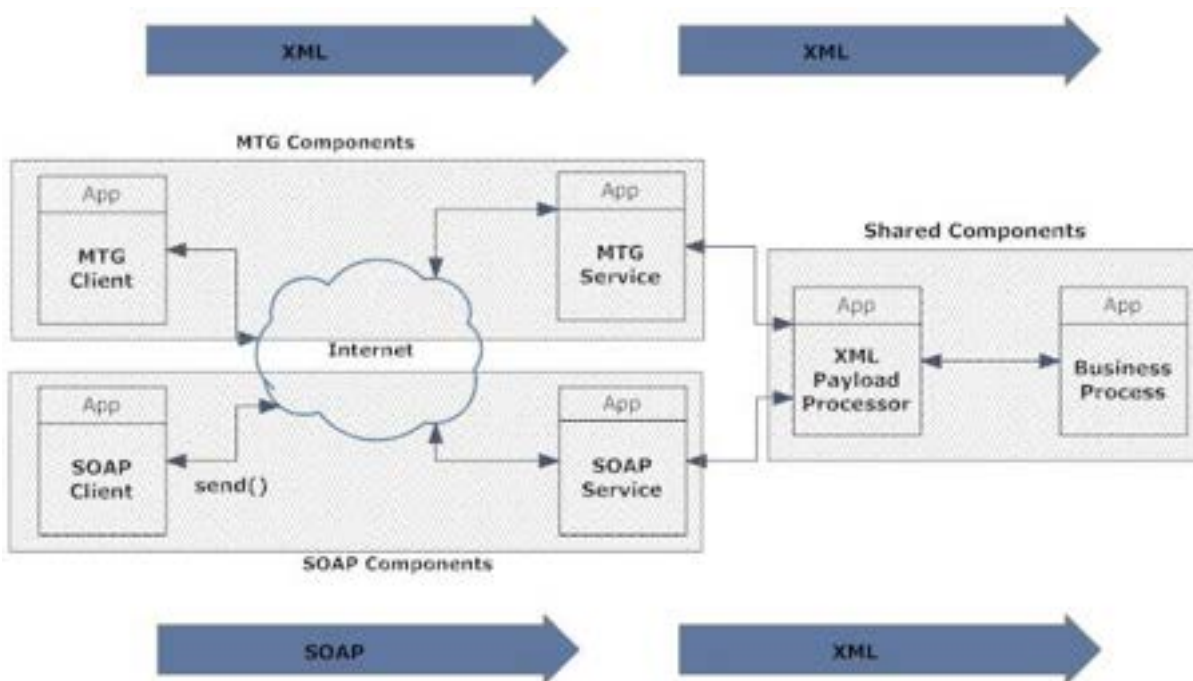 XML
XML
MTG Components
App
MTG
Client
App
MTG
Service
Shared Components
App
XML
Payload
Processor
App
Business
Process
Internet
App
SOAP
Client
send()
App
SOAP
Service
SOAP Components
SOAP
XML